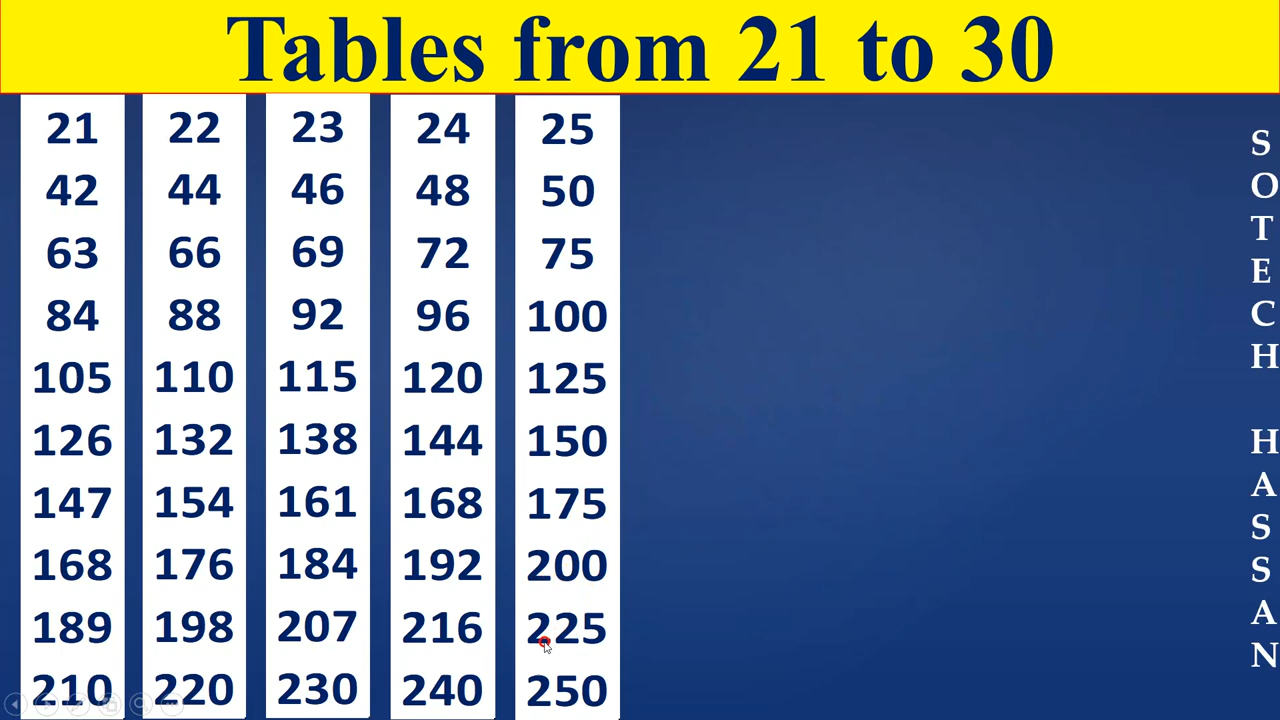 Tables from 21 to 30
21 22 23 24 25
42 44 46 48 50
63 66 69 72 75
84 88 92 96 100
105 110 115 120 125
126 132 138 144 150
147 154 161 168 175
168 176 184 192 200
189 198 207 216 225
210 220 230 240 250
SOTECH HASSAN